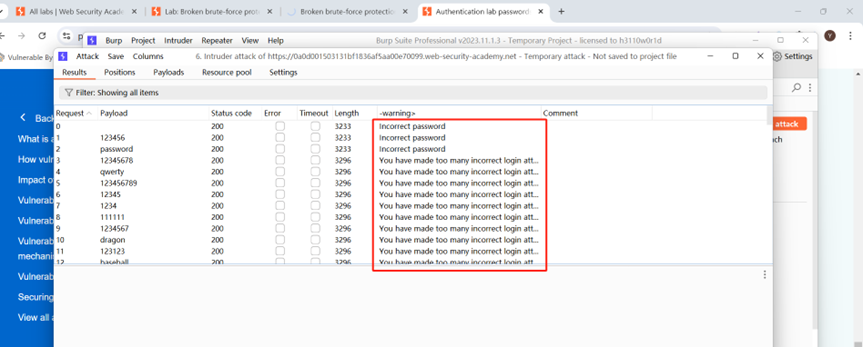 All labs | Web Security Acade
Lab: Broken brute-force prote
Broken brute-force protection
Authentication lab password
Vulnerable By
Burp Project Intruder Repeater View Help
Burp Suite Professional v2023.11.1.3 - Temporary Project - licensed to h3110w0r1d
Attack Save Columns
6. Intruder attack of https://0a0d001503131bf1836af5aa00e70099.web-security-academy.net - Temporary attack - Not saved to project file
Settings
Results Positions Payloads Resource pool Settings
Filter: Showing all items
Request Payload Status code Error Timeout Length -warning> Comment
0 200 3233 Incorrect password
1 123456 200 3233 Incorrect password
2 password 200 3233 Incorrect password
3 12345678 200 3296 You have made too many incorrect login att...
4 qwerty 200 3296 You have made too many incorrect login att...
5 123456789 200 3296 You have made too many incorrect login att...
6 12345 200 3296 You have made too many incorrect login att...
7 1234 200 3296 You have made too many incorrect login att...
8 111111 200 3296 You have made too many incorrect login att...
9 1234567 200 3296 You have made too many incorrect login att...
10 dragon 200 3296 You have made too many incorrect login att...
11 123123 200 3296 You have made too many incorrect login att...
12 baseball 200 3296 You have made too many incorrect login att...
attack
Back
What is a
How vuln
Impact o
Vulnerab
Vulnerab
Vulnerab
mechani
Vulnerab
Securing
View all a